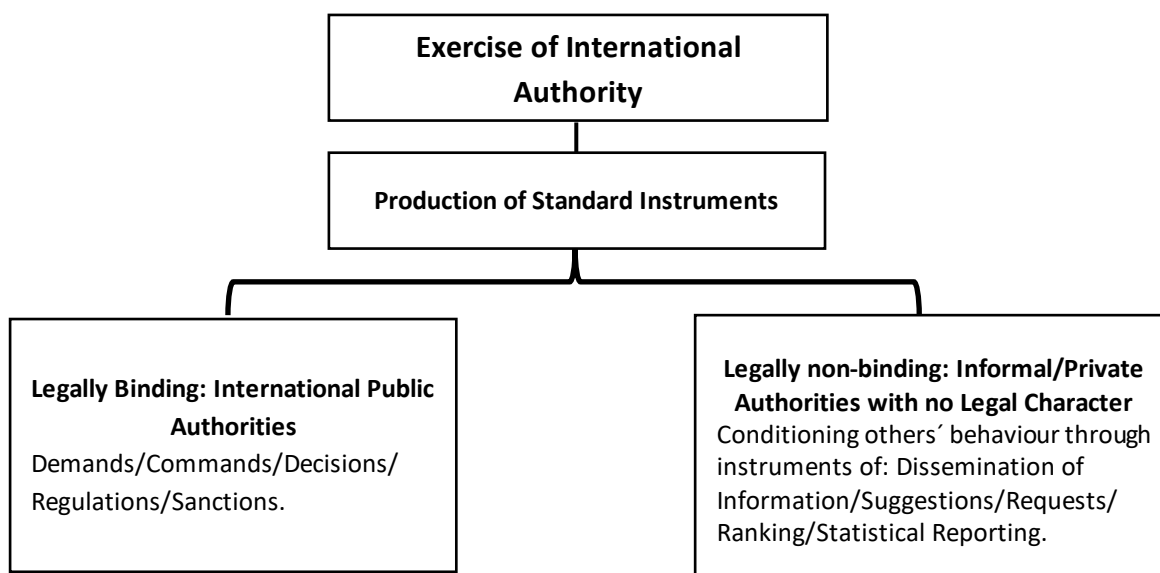 Exercise of International
Authority
Production of Standard Instruments
Legally Binding: International Public
Authorities
Demands/Commands/Decisions/
Regulations/Sanctions.
Legally non-binding: Informal/Private
Authorities with no Legal Character
Conditioning others´ behaviour through
instruments of: Dissemination of
Information/Suggestions/Requests/
Ranking/Statistical Reporting.